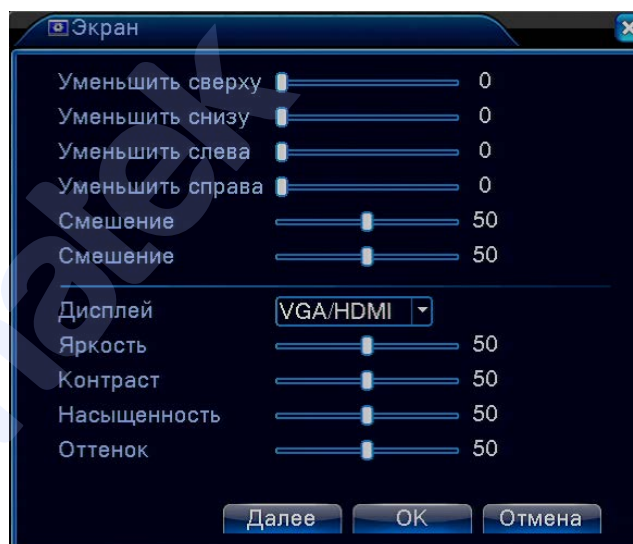 Экран
Уменьшить сверху 0
Уменьшить снизу 0
Уменьшить слева 0
Уменьшить справа 0
Смешение 50
Смешение 50
Дисплей VGA/HDMI
Яркость 50
Контраст 50
Насыщенность 50
Оттенок 50
Далее OK Отмена